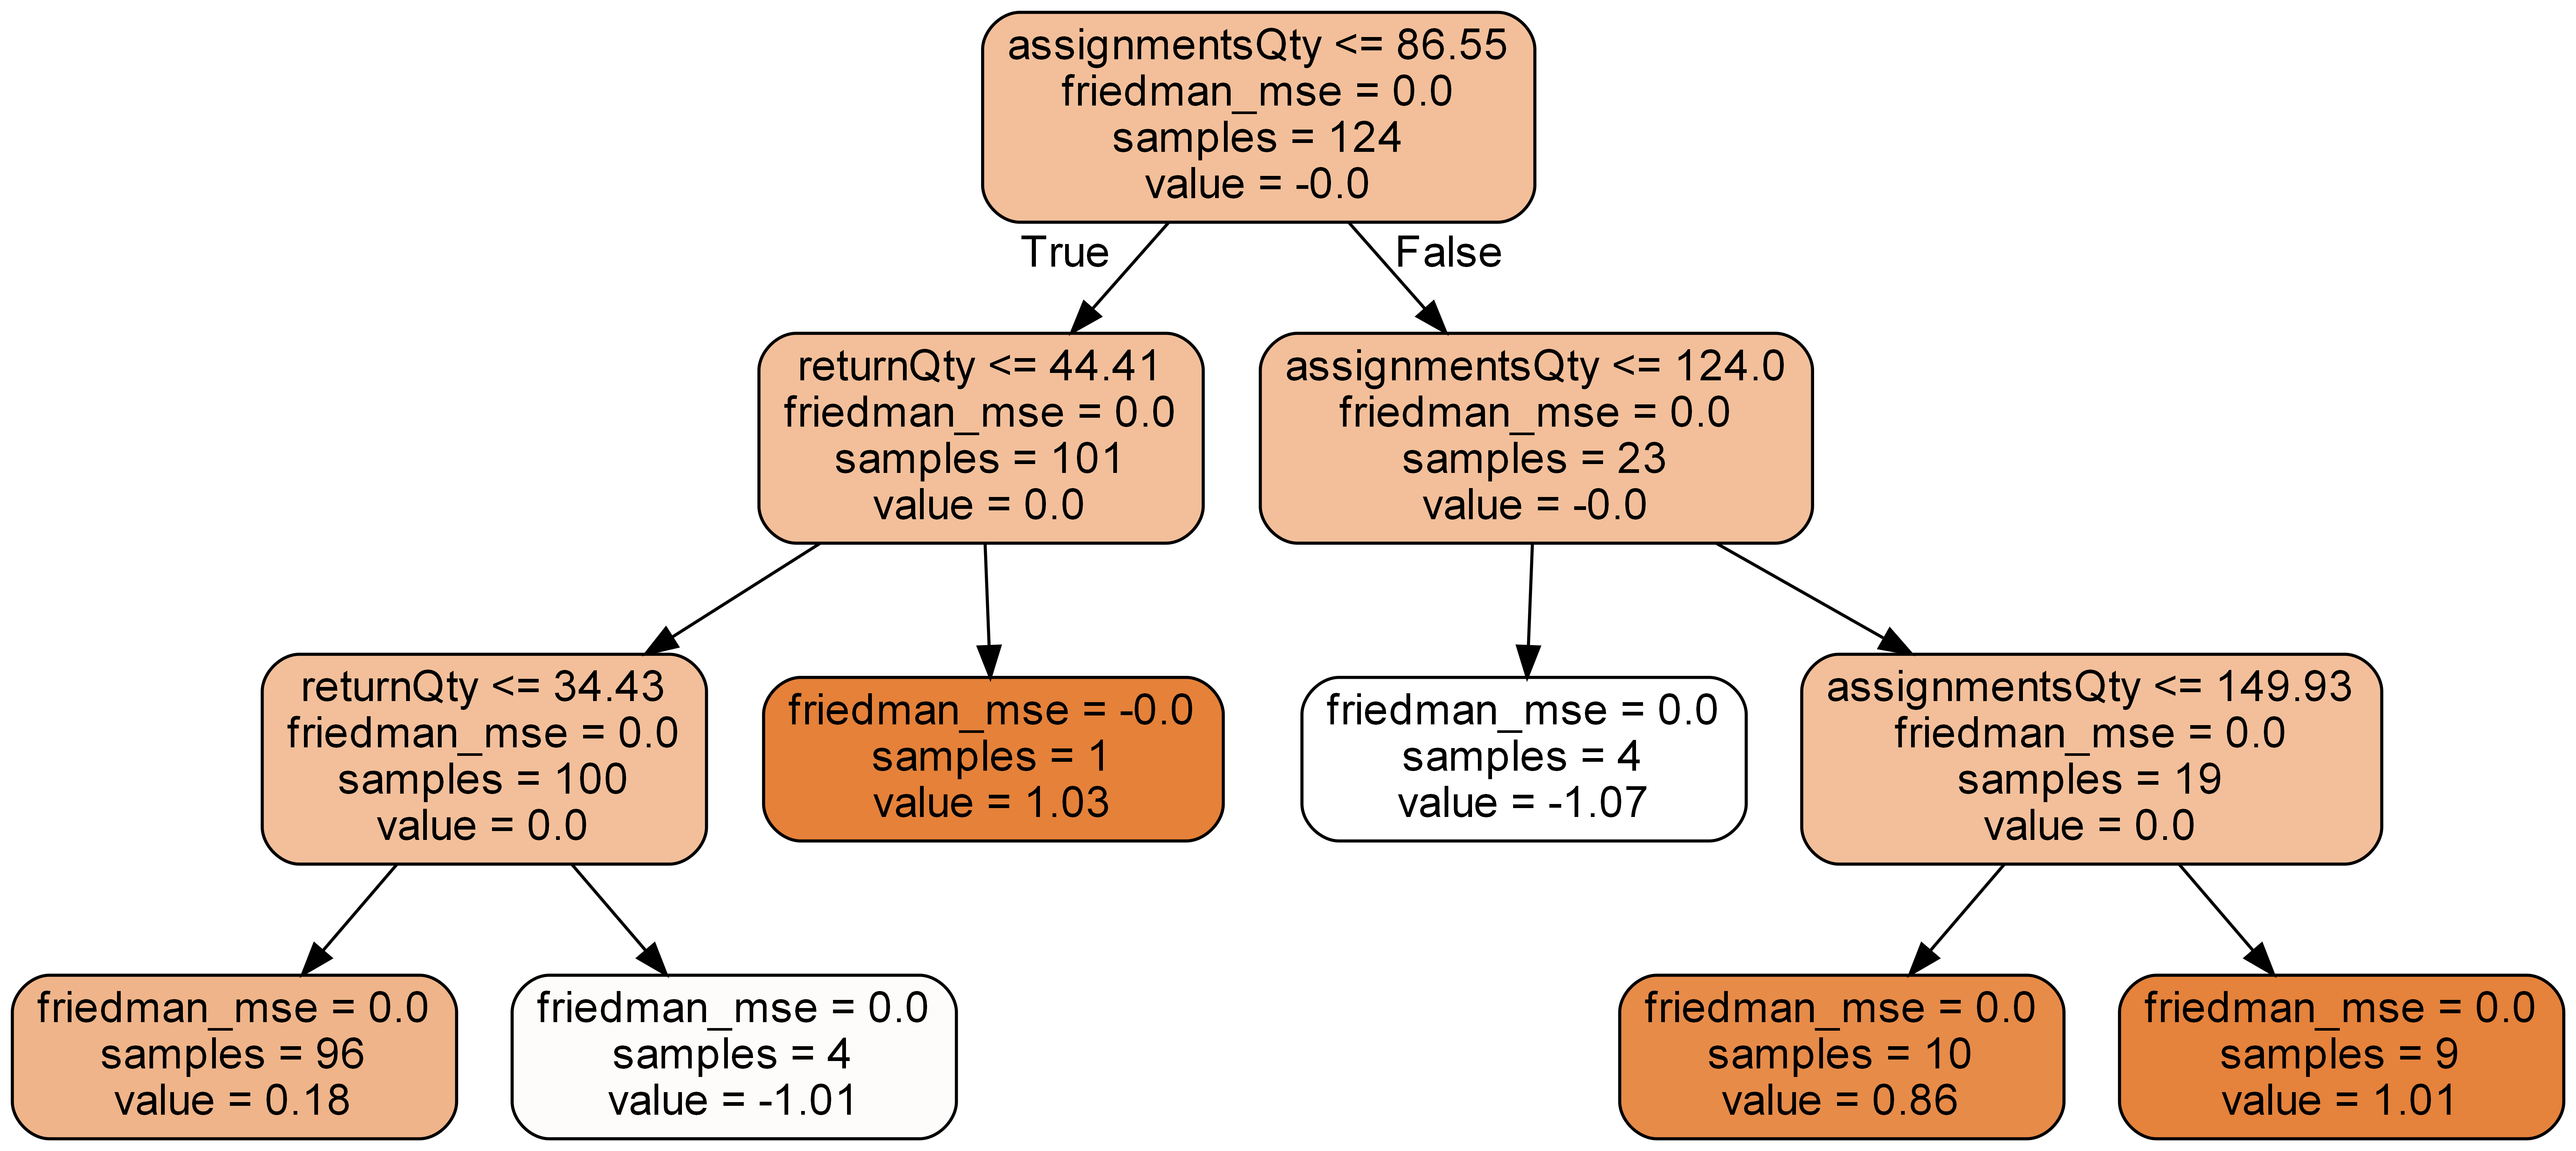 assignmentsQty <= 86.55
friedman_mse = 0.0
samples = 124
value = -0.0
True
False
returnQty <= 44.41
friedman_mse = 0.0
samples = 101
value = 0.0
assignmentsQty <= 124.0
friedman_mse = 0.0
samples = 23
value = -0.0
returnQty <= 34.43
friedman_mse = 0.0
samples = 100
value = 0.0
friedman_mse = -0.0
samples = 1
value = 1.03
friedman_mse = 0.0
samples = 4
value = -1.07
assignmentsQty <= 149.93
friedman_mse = 0.0
samples = 19
value = 0.0
friedman_mse = 0.0
samples = 96
value = 0.18
friedman_mse = 0.0
samples = 4
value = -1.01
friedman_mse = 0.0
samples = 10
value = 0.86
friedman_mse = 0.0
samples = 9
value = 1.01